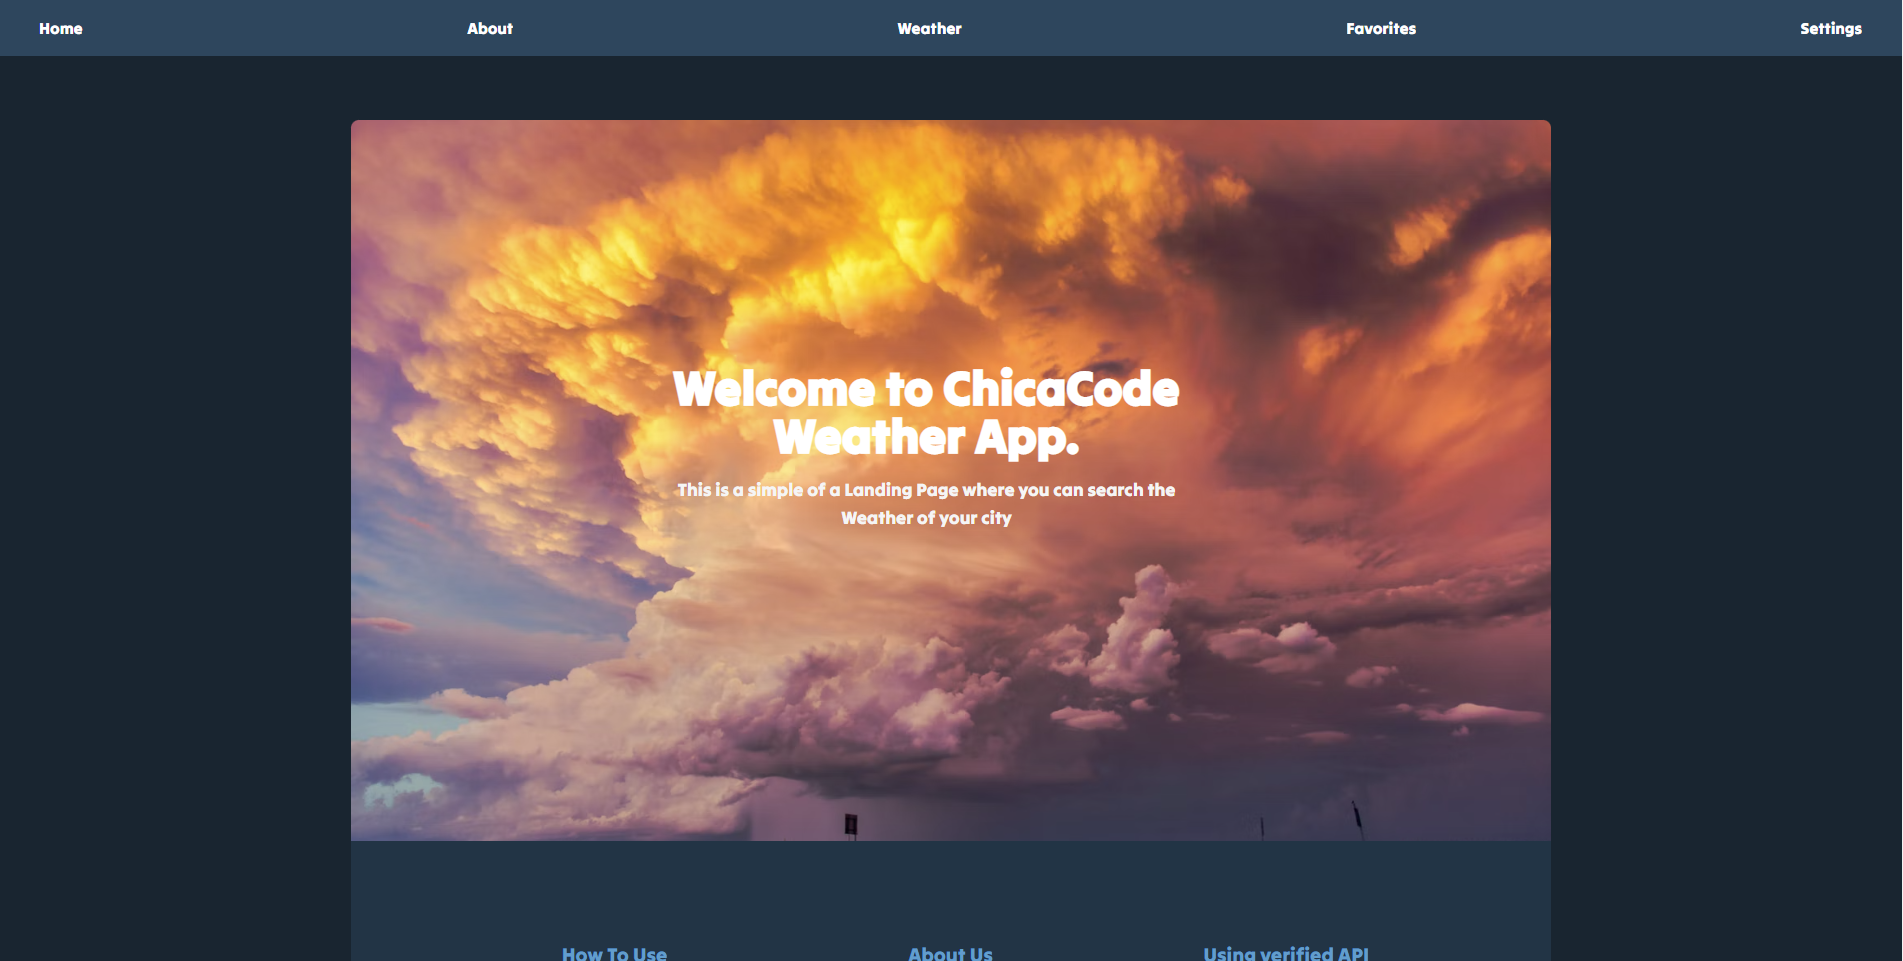 Home About Weather Favorites Settings
Welcome to ChicaCode
Weather App.
This is a simple of a Landing Page where you can search the
Weather of your city
How To Use About Us Using verified API